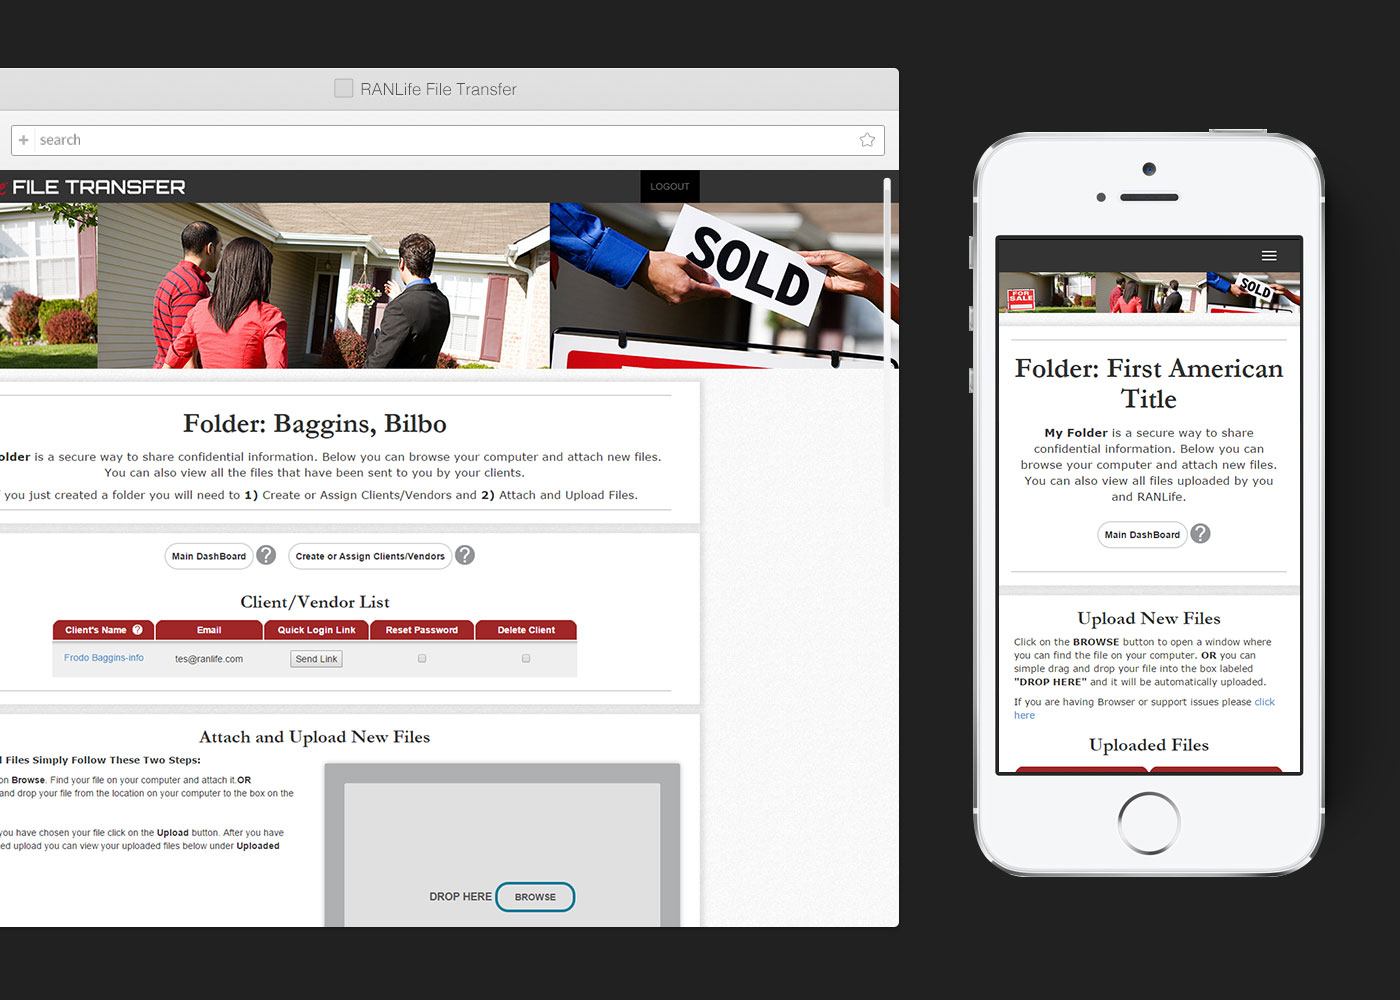 RANLife File Transfer
search
FILE TRANSFER
LOGOUT
SOLD
Folder: Baggins, Bilbo
older is a secure way to share confidential information. Below you can browse your computer and attach new files.
You can also view all the files that have been sent to you by your clients.
you just created a folder you will need to 1) Create or Assign Clients/Vendors and 2) Attach and Upload Files.
Main DashBoard ? Create or Assign Clients/Vendors ?
Client/Vendor List
Client's Name ? Email Quick Login Link Reset Password Delete Client
Frodo Baggins-info tes@ranlife.com Send Link
Attach and Upload New Files
Files Simply Follow These Two Steps:
on Browse. Find your file on your computer and attach it.OR
and drop your file from the location on your computer to the box on the
you have chosen your file click on the Upload button. After you have
ed upload you can view your uploaded files below under Uploaded
DROP HERE BROWSE
FOR
SALE
SOLD
Folder: First American
Title
My Folder is a secure way to share
confidential information. Below you can
browse your computer and attach new files.
You can also view all files uploaded by you
and RANLife.
Main DashBoard ?
Upload New Files
Click on the BROWSE button to open a window where
you can find the file on your computer. OR you can
simple drag and drop your file into the box labeled
"DROP HERE" and it will be automatically uploaded.
If you are having Browser or support issues please click
here
Uploaded Files